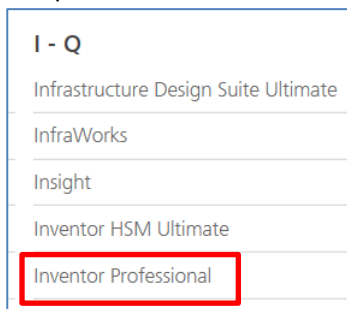 I - Q
Infrastructure Design Suite Ultimate
InfraWorks
Insight
Inventor HSM Ultimate
Inventor Professional